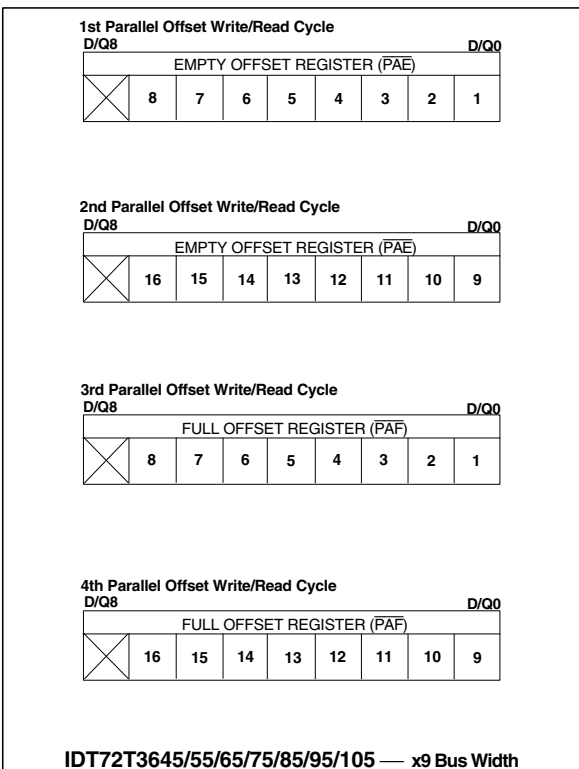 1st Parallel Offset Write/Read Cycle
D/Q8 D/Q0
EMPTY OFFSET REGISTER (PAE)
8 7 6 5 4 3 2 1
2nd Parallel Offset Write/Read Cycle
D/Q8 D/Q0
EMPTY OFFSET REGISTER (PAE)
16 15 14 13 12 11 10 9
3rd Parallel Offset Write/Read Cycle
D/Q8 D/Q0
FULL OFFSET REGISTER (PAF)
8 7 6 5 4 3 2 1
4th Parallel Offset Write/Read Cycle
D/Q8 D/Q0
FULL OFFSET REGISTER (PAF)
16 15 14 13 12 11 10 9
IDT72T3645/55/65/75/85/95/105 — x9 Bus Width